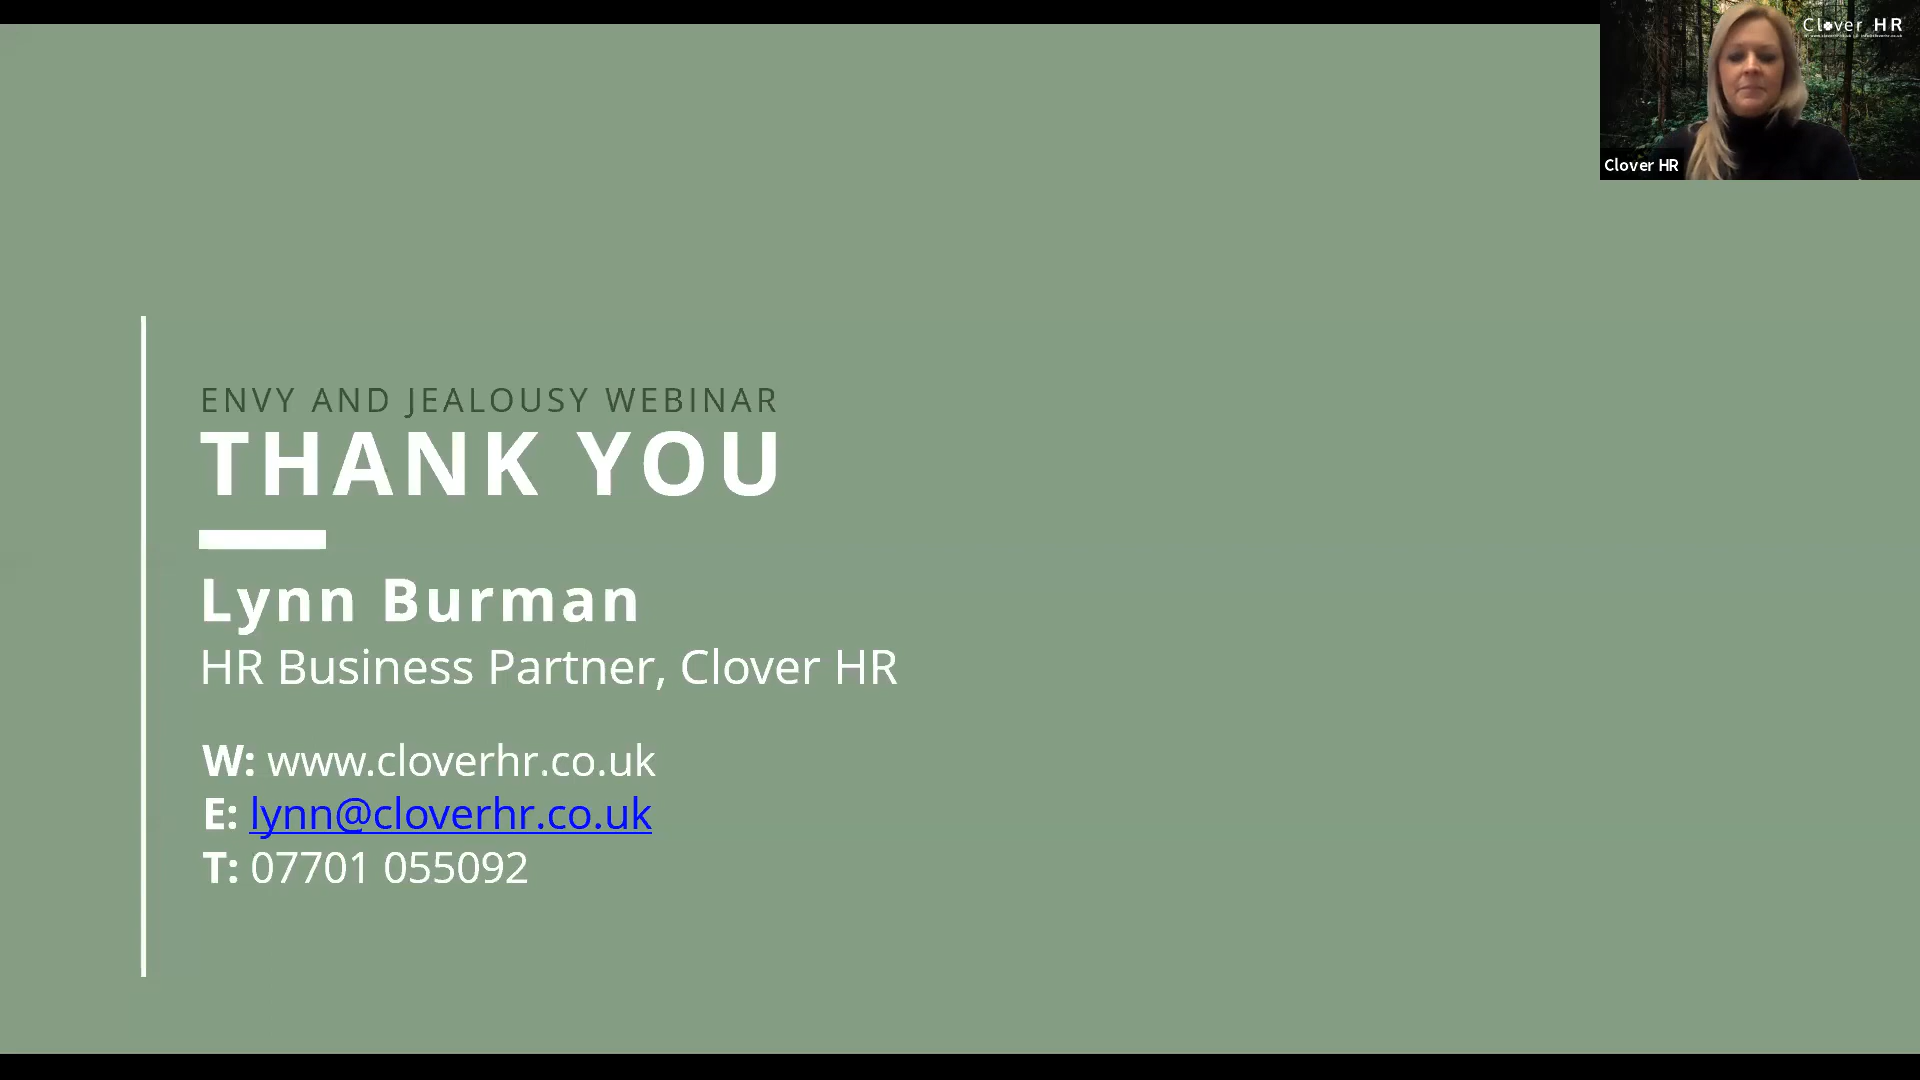 Clover HR
Clover HR
ENVY AND JEALOUSY WEBINAR
THANK YOU
Lynn Burman
HR Business Partner, Clover HR
W: www.cloverhr.co.uk
E: lynn@cloverhr.co.uk
T: 07701 055092